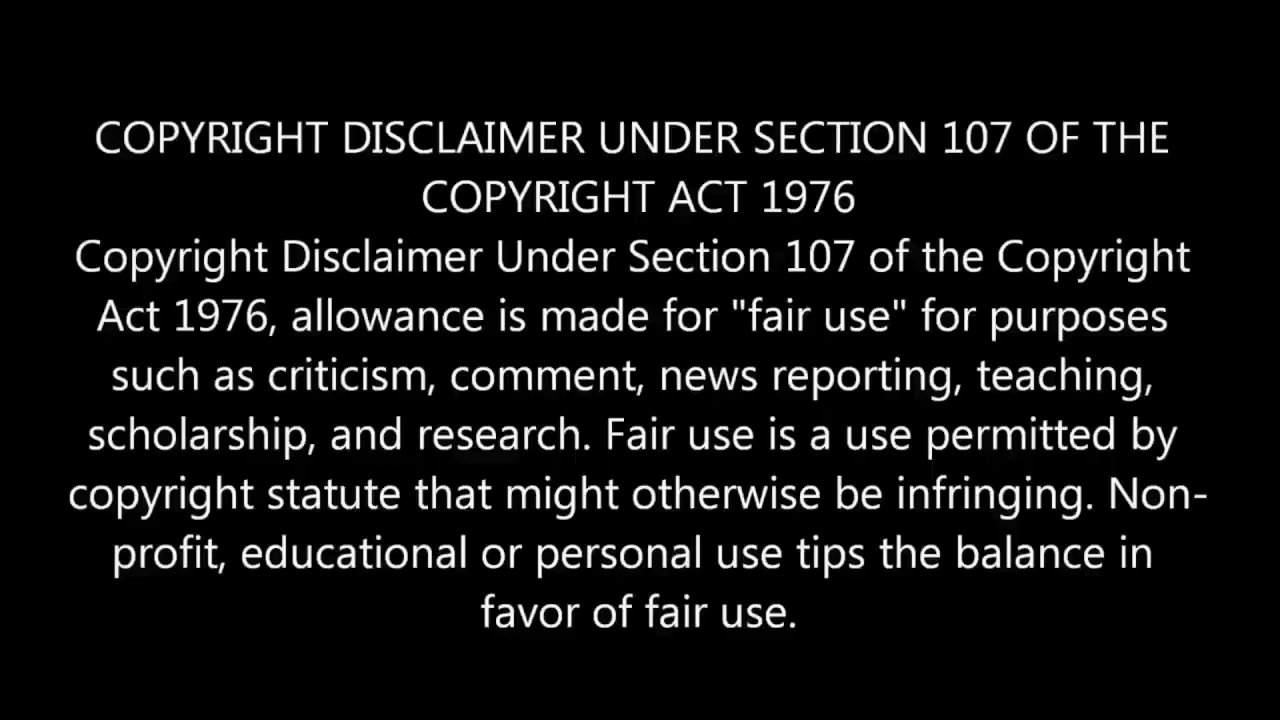 COPYRIGHT DISCLAIMER UNDER SECTION 107 OF THE
COPYRIGHT ACT 1976
Copyright Disclaimer Under Section 107 of the Copyright
Act 1976, allowance is made for "fair use" for purposes
such as criticism, comment, news reporting, teaching,
scholarship, and research. Fair use is a use permitted by
copyright statute that might otherwise be infringing. Non-
profit, educational or personal use tips the balance in
favor of fair use.